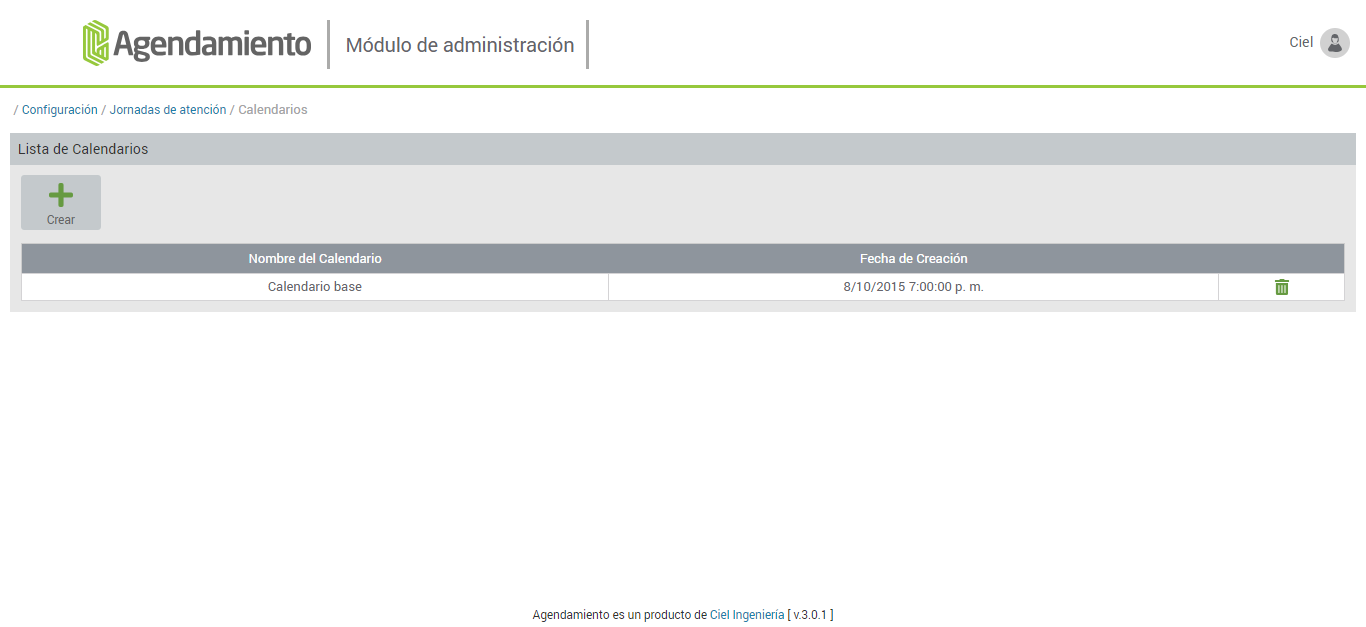 Agendamiento
Módulo de administración
Ciel
/ Configuración / Jornadas de atención / Calendarios
Lista de Calendarios
Crear
Nombre del Calendario Fecha de Creación
Calendario base 8/10/2015 7:00:00 p. m.
Agendamiento es un producto de Ciel Ingeniería [ v.3.0.1 ]